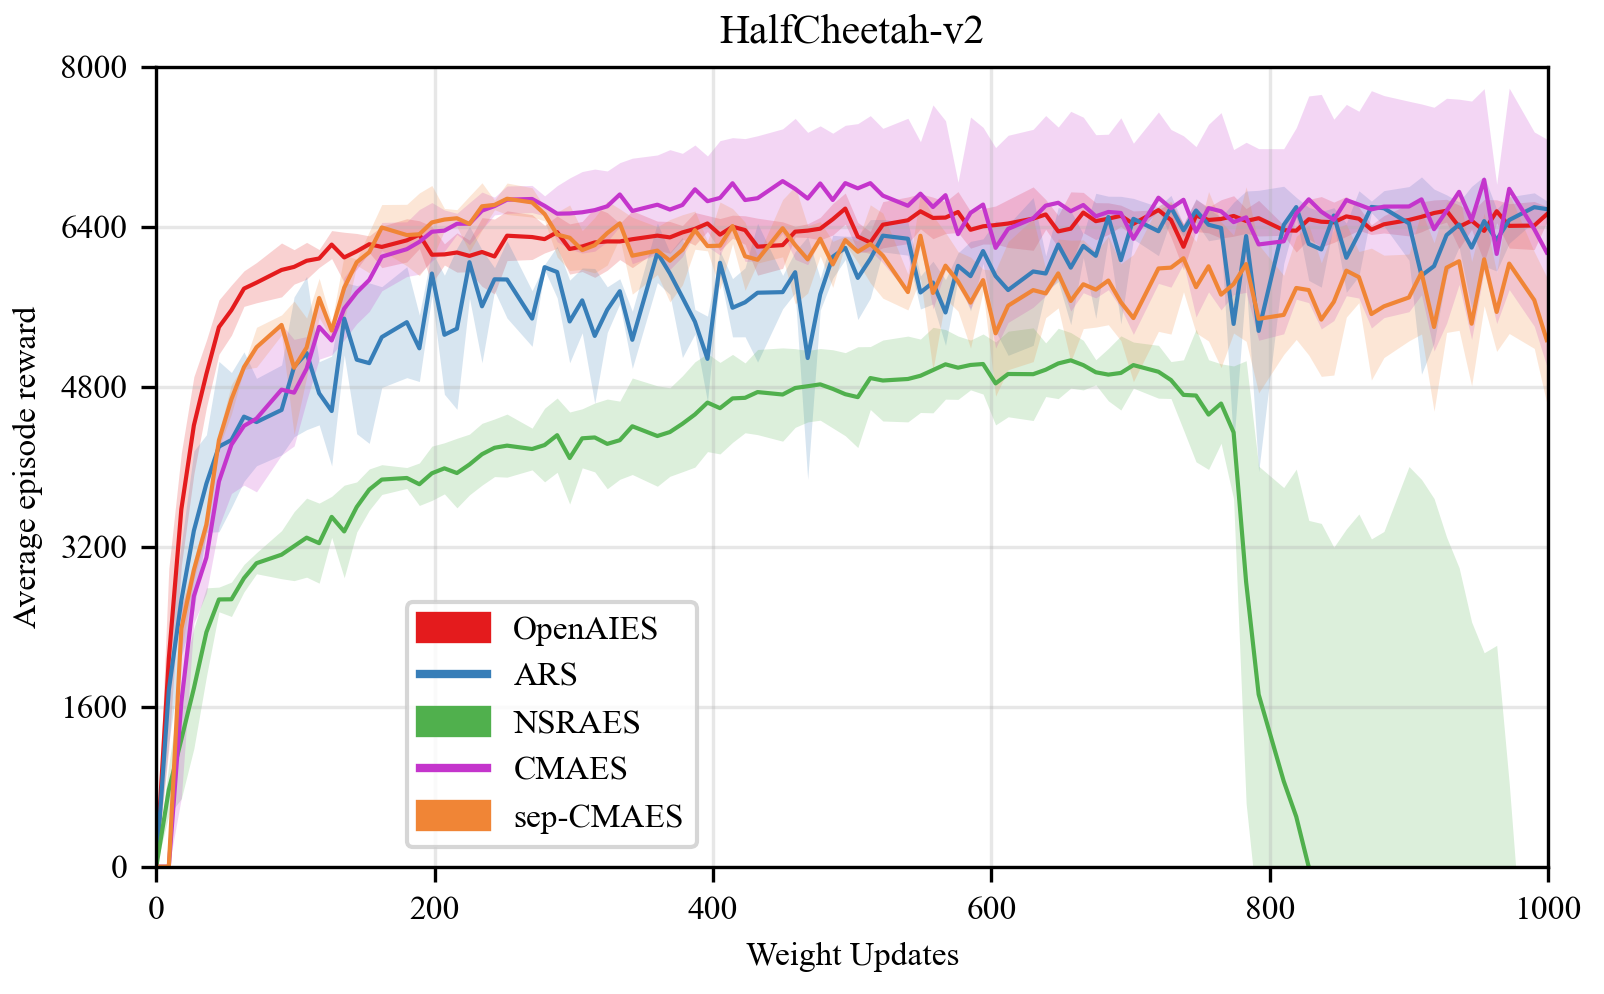 HalfCheetah-v2
8000
6400
4800
3200
1600
0
Average episode reward
OpenAIES
ARS
NSRAES
CMAES
sep-CMAES
0 200 400 600 800 1000
Weight Updates